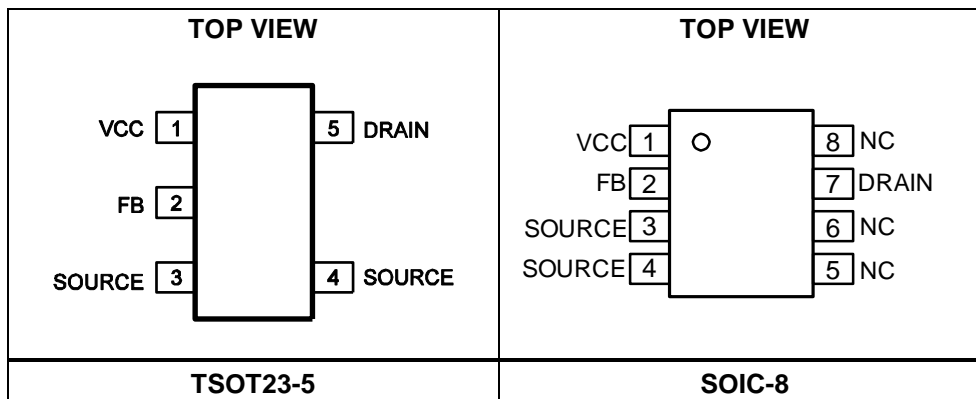 TOP VIEW
VCC 1
5 DRAIN
FB 2
SOURCE 3
4 SOURCE
TSOT23-5
TOP VIEW
VCC 1
8 NC
FB 2
7 DRAIN
SOURCE 3
6 NC
SOURCE 4
5 NC
SOIC-8